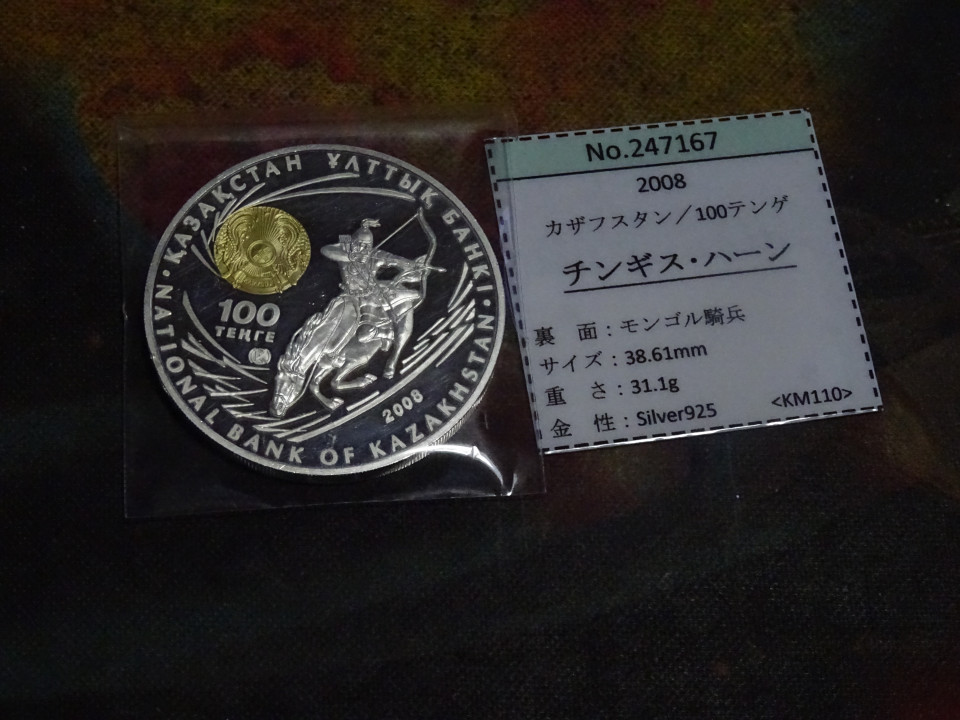 ҚАЗАҚСТАН ҰЛТТЫҚ БАНКІ
100
ТЕҢГЕ
2008
NATIONAL BANK OF KAZAKHSTAN
No.247167
2008
カザフスタン/100テンゲ
チンギス・ハーン
裏 面:モンゴル騎兵
サイズ:38.61mm
重 さ:31.1g
金 性:Silver925 <KM110>